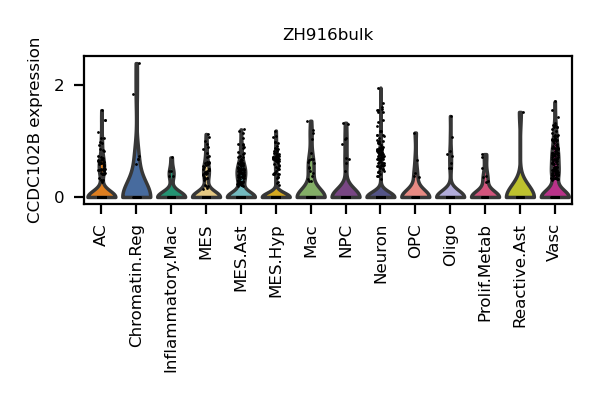 ZH916bulk
CCDC102B expression
2
0
AC
Chromatin.Reg
Inflammatory.Mac
MES
MES.Ast
MES.Hyp
Mac
NPC
Neuron
OPC
Oligo
Prolif.Metab
Reactive.Ast
Vasc